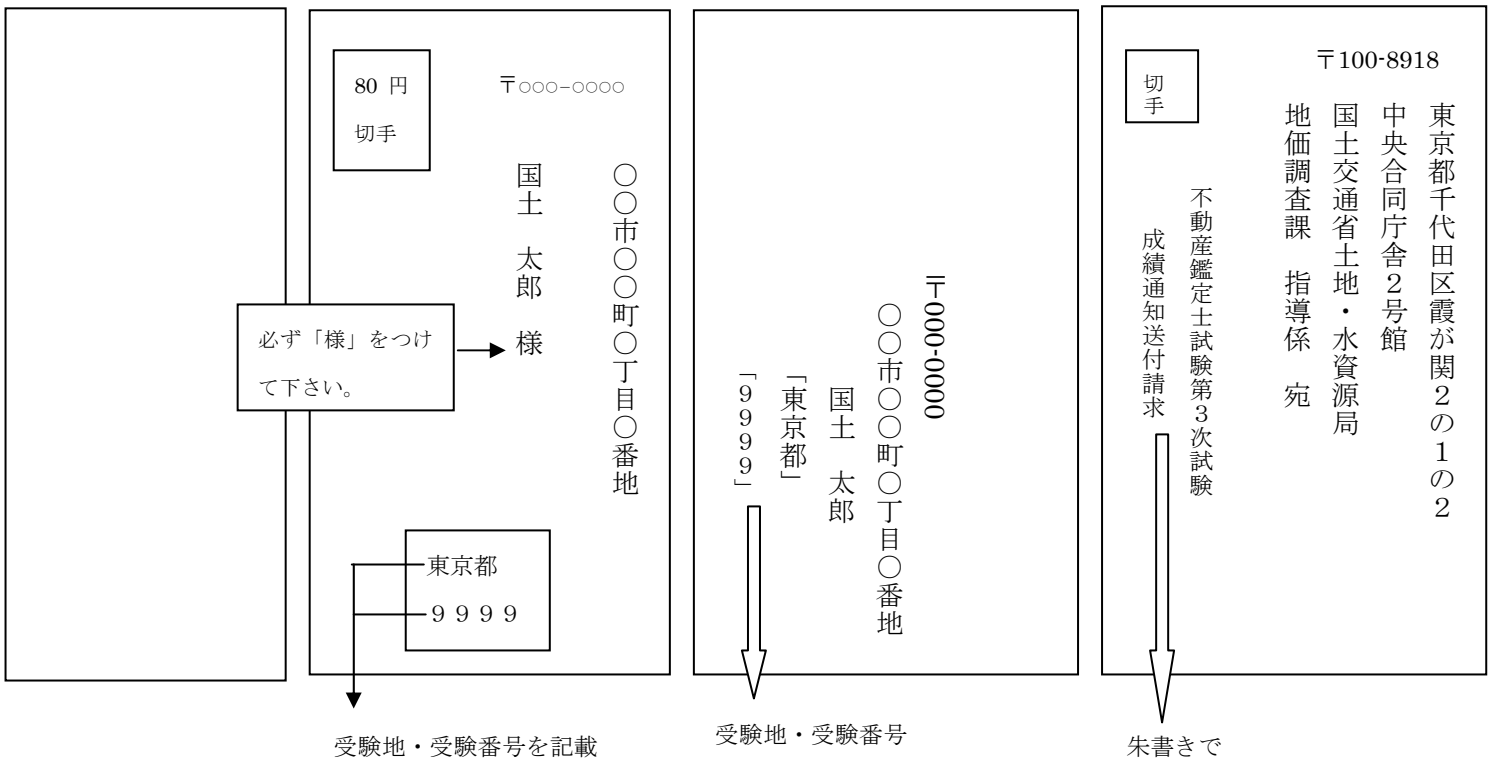 〒100-8918
東京都千代田区霞が関2の1の2
中央合同庁舎2号館
国土交通省土地・水資源局
地価調査課 指導係 宛
切手
不動産鑑定士試験第3次試験
成績通知送付請求
朱書きで
〒000-0000
○○市○○町○丁目○番地
国土 太郎
「東京都」
「9999」
受験地・受験番号
80 円
切手
〒○○○-○○○○
○○市○○町○丁目○番地
国土 太郎 様
必ず「様」をつけ
て下さい。
東京都
9999
受験地・受験番号を記載